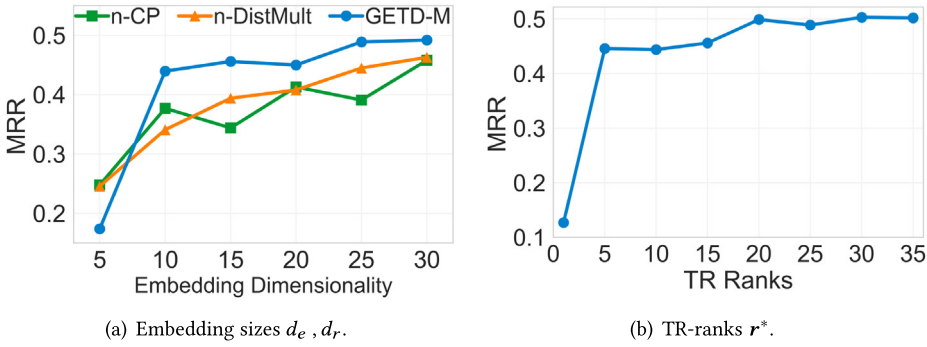 n-CP n-DistMult GETD-M
MRR
0.5
0.4
0.3
0.2
5 10 15 20 25 30
Embedding Dimensionality
(a) Embedding sizes d_e , d_r.
MRR
0.5
0.4
0.3
0.2
0.1
0 5 10 15 20 25 30 35
TR Ranks
(b) TR-ranks r*.